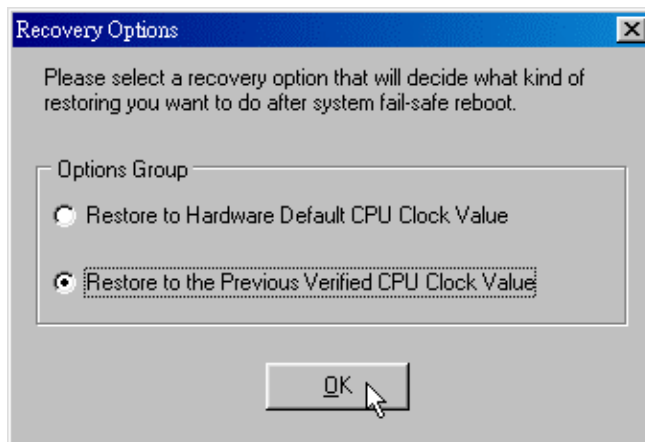 Recovery Options
Please select a recovery option that will decide what kind of
restoring you want to do after system fail-safe reboot.
Options Group
Restore to Hardware Default CPU Clock Value
Restore to the Previous Verified CPU Clock Value
OK